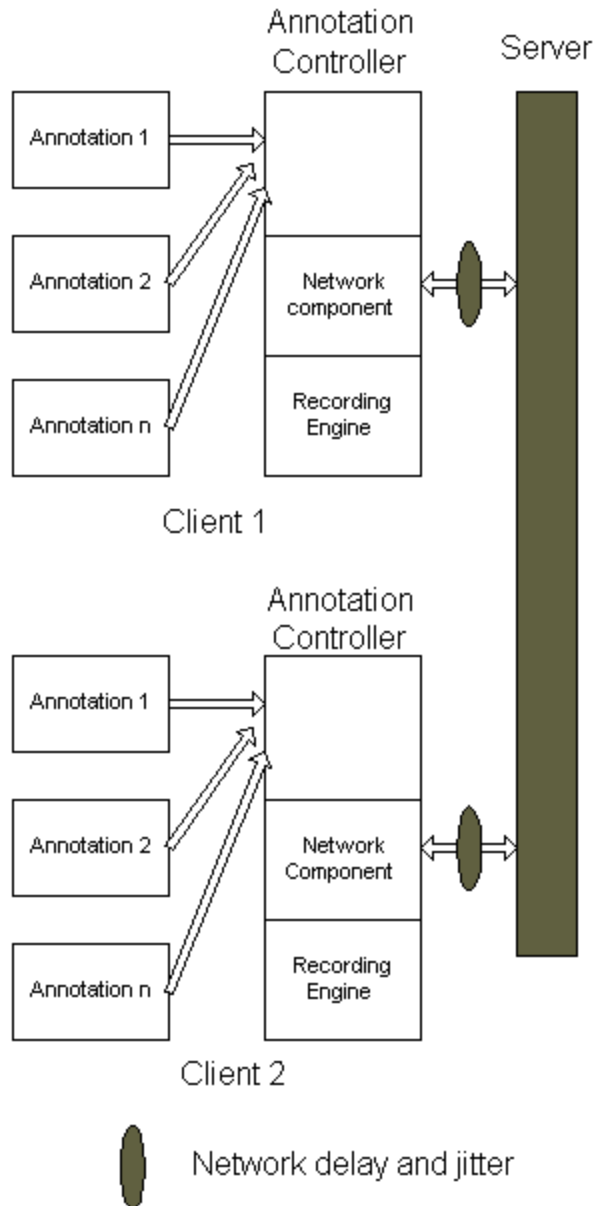 Annotation
Controller
Server
Annotation 1
Annotation 2
Network
component
Annotation n
Recording
Engine
Client 1
Annotation
Controller
Annotation 1
Annotation 2
Network
Component
Annotation n
Recording
Engine
Client 2
Network delay and jitter